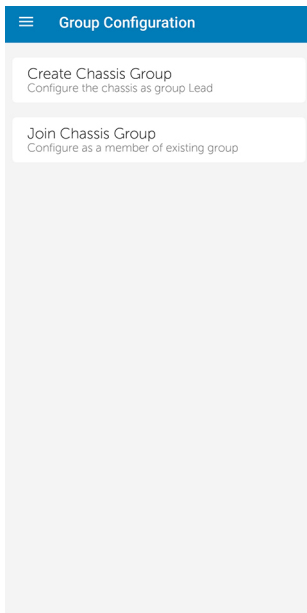 Group Configuration
Create Chassis Group
Configure the chassis as group Lead
Join Chassis Group
Configure as a member of existing group